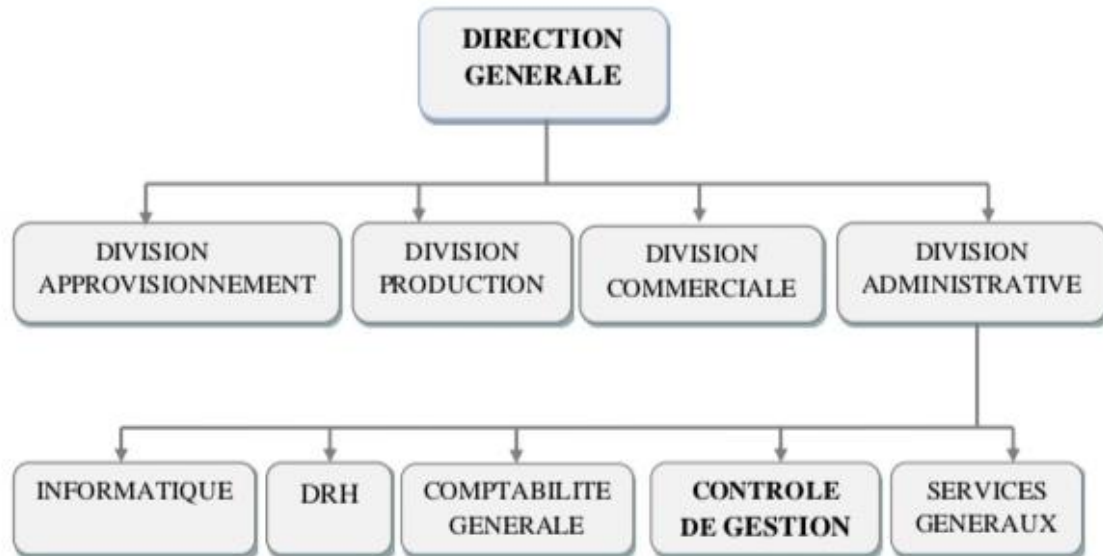 DIRECTION
GENERALE
DIVISION
APPROVISIONNEMENT
DIVISION
PRODUCTION
DIVISION
COMMERCIALE
DIVISION
ADMINISTRATIVE
INFORMATIQUE
DRH
COMPTABILITE
GENERALE
CONTROLE
DE GESTION
SERVICES
GENERAUX